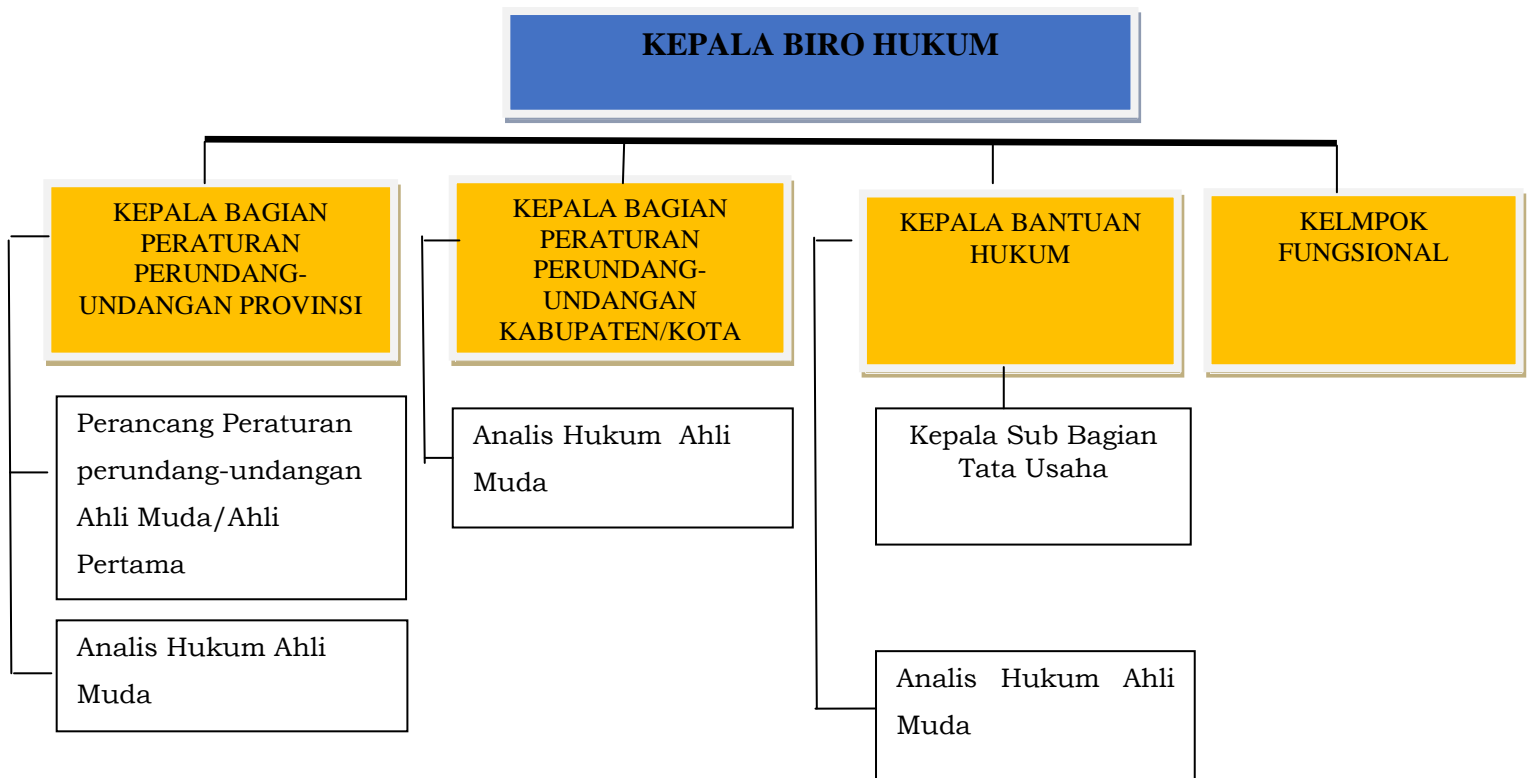 KEPALA BIRO HUKUM
KEPALA BAGIAN
PERATURAN
PERUNDANG-
UNDANGAN PROVINSI
KEPALA BAGIAN
PERATURAN
PERUNDANG-
UNDANGAN
KABUPATEN/KOTA
KEPALA BANTUAN
HUKUM
KELMPOK
FUNGSIONAL
Perancang Peraturan
perundang-undangan
Ahli Muda/Ahli
Pertama
Analis Hukum Ahli
Muda
Kepala Sub Bagian
Tata Usaha
Analis Hukum Ahli
Muda
Analis Hukum Ahli
Muda